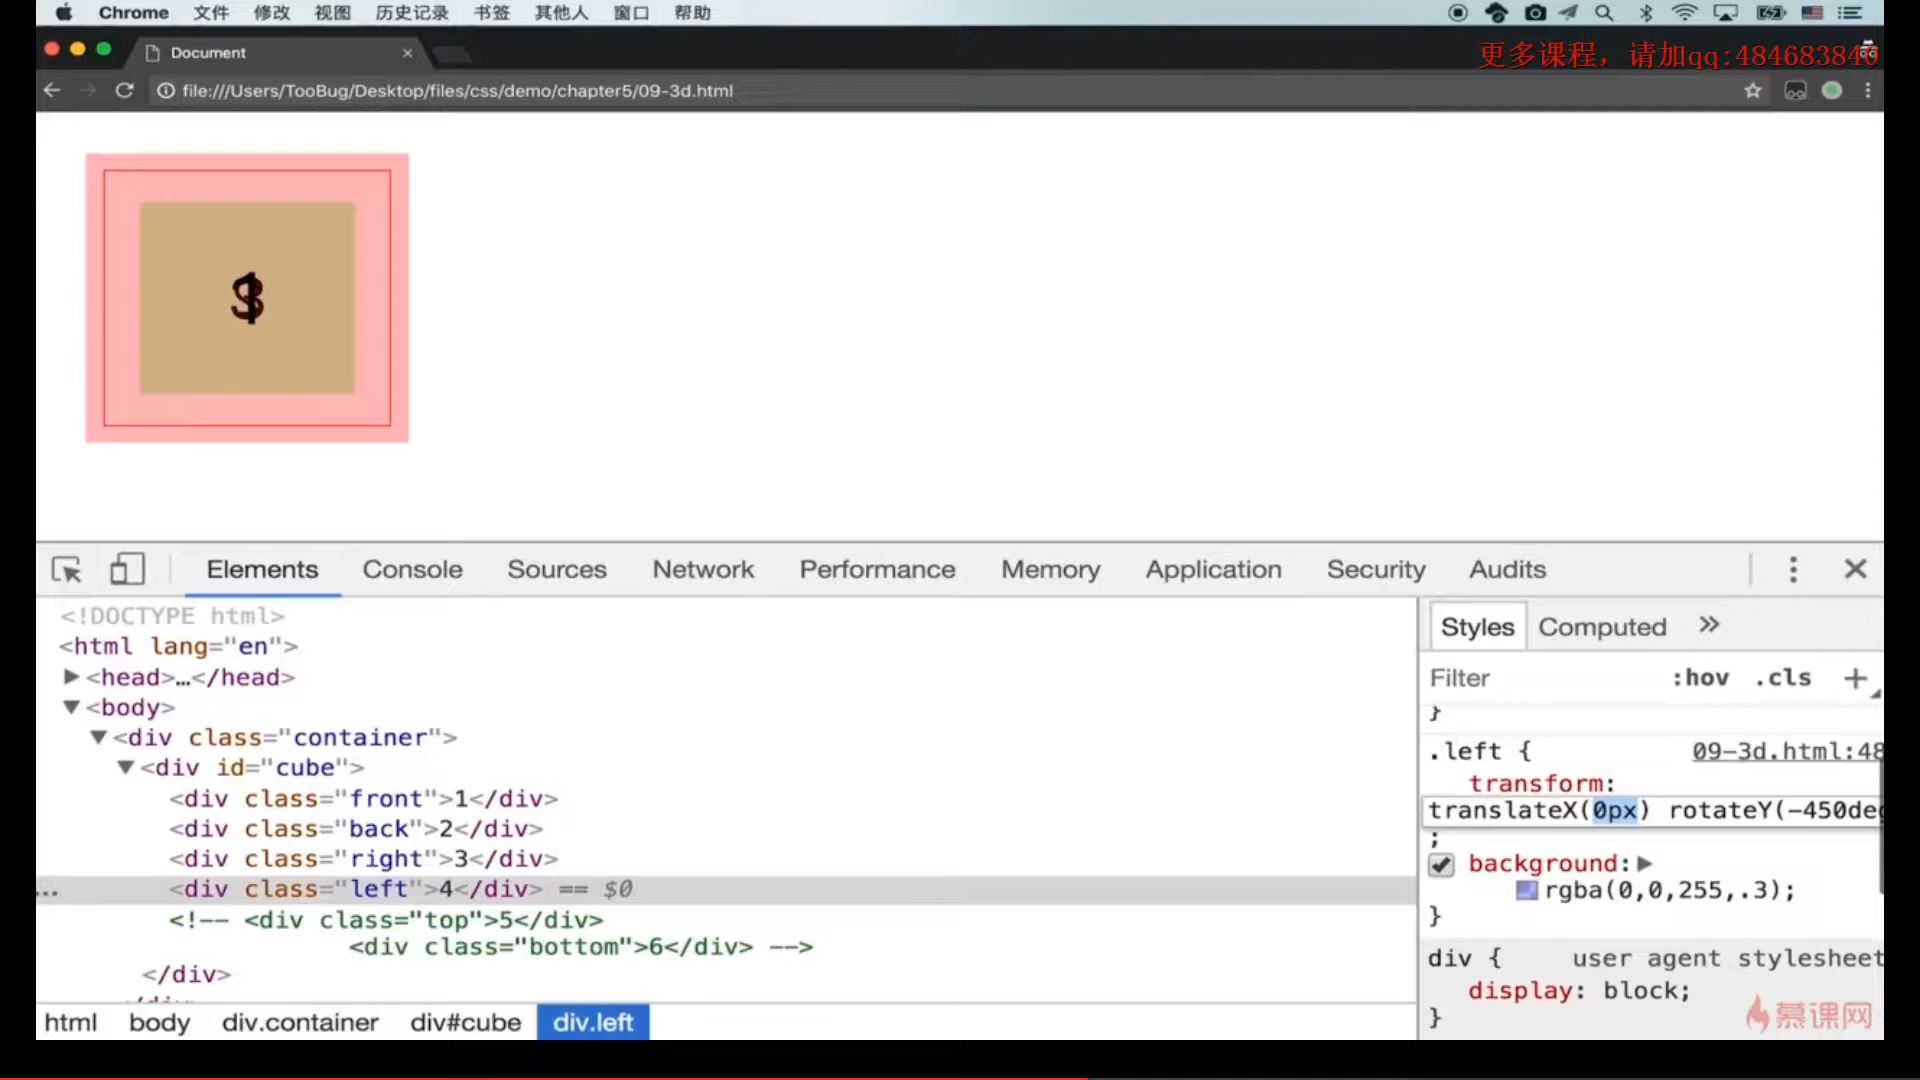 Chrome 文件 修改 视图 历史记录 书签 其他人 窗口 帮助
Document
更多课程，请加qq:484683840
file:///Users/TooBug/Desktop/files/css/demo/chapter5/09-3d.html
Elements Console Sources Network Performance Memory Application Security Audits
<!DOCTYPE html>
<html lang="en">
<head>…</head>
<body>
<div class="container">
<div id="cube">
<div class="front">1</div>
<div class="back">2</div>
<div class="right">3</div>
... <div class="left">4</div> == $0
<!-- <div class="top">5</div>
<div class="bottom">6</div> -->
</div>
html body div.container div#cube div.left
Styles Computed »
Filter :hov .cls +
}
.left { 09-3d.html:48
transform:
translateX(0px) rotateY(-450deg
;
background:
rgba(0,0,255,.3);
}
div { user agent stylesheet
display: block;
}
慕课网